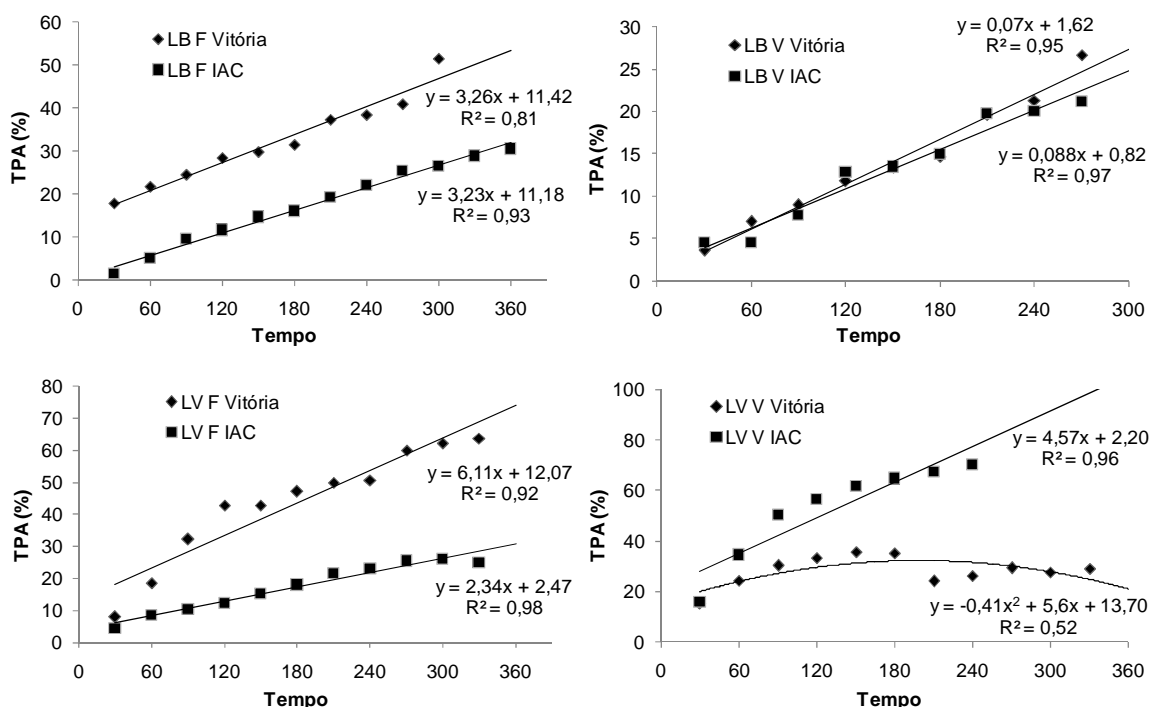 60
50
40
30
20
10
0
TPA (%)
LB F Vitória
LB F IAC
y = 3,26x + 11,42
R² = 0,81
y = 3,23x + 11,18
R² = 0,93
0 60 120 180 240 300 360
Tempo
30
25
20
15
10
5
0
TPA (%)
LB V Vitória
LB V IAC
y = 0,07x + 1,62
R² = 0,95
y = 0,088x + 0,82
R² = 0,97
0 60 120 180 240 300
Tempo
80
70
60
50
40
30
20
10
0
TPA (%)
LV F Vitória
LV F IAC
y = 6,11x + 12,07
R² = 0,92
y = 2,34x + 2,47
R² = 0,98
0 60 120 180 240 300 360
Tempo
100
80
60
40
20
0
TPA (%)
LV V Vitória
LV V IAC
y = 4,57x + 2,20
R² = 0,96
y = -0,41x² + 5,6x + 13,70
R² = 0,52
0 60 120 180 240 300 360
Tempo